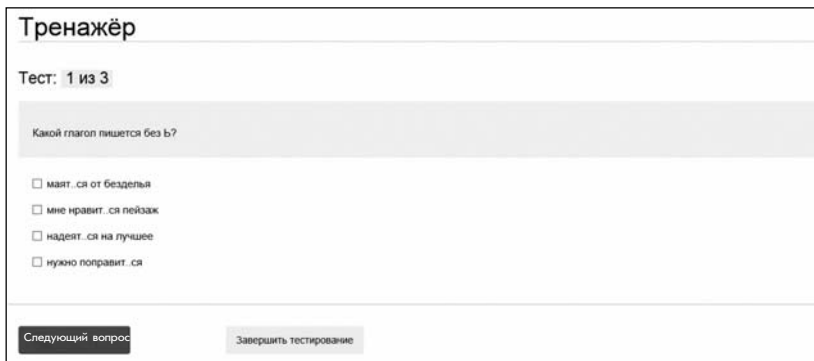 Тренажёр
Тест: 1 из 3
Какой глагол пишется без Ь?
маят..ся от безделья
мне нравит..ся пейзаж
надеят..ся на лучшее
нужно поправит..ся
Следующий вопрос Завершить тестирование